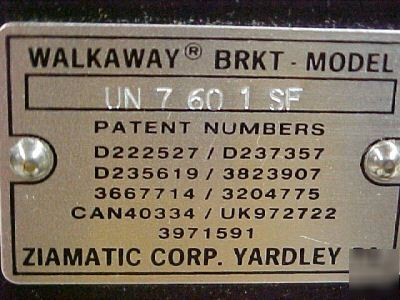 WALKAWAY® BRKT - MODEL
UN 7 60 1 SF
PATENT NUMBERS
D222527 / D237357
D235619 / 3823907
3667714 / 3204775
CAN40334 / UK972722
3971591
ZIAMATIC CORP. YARDLEY